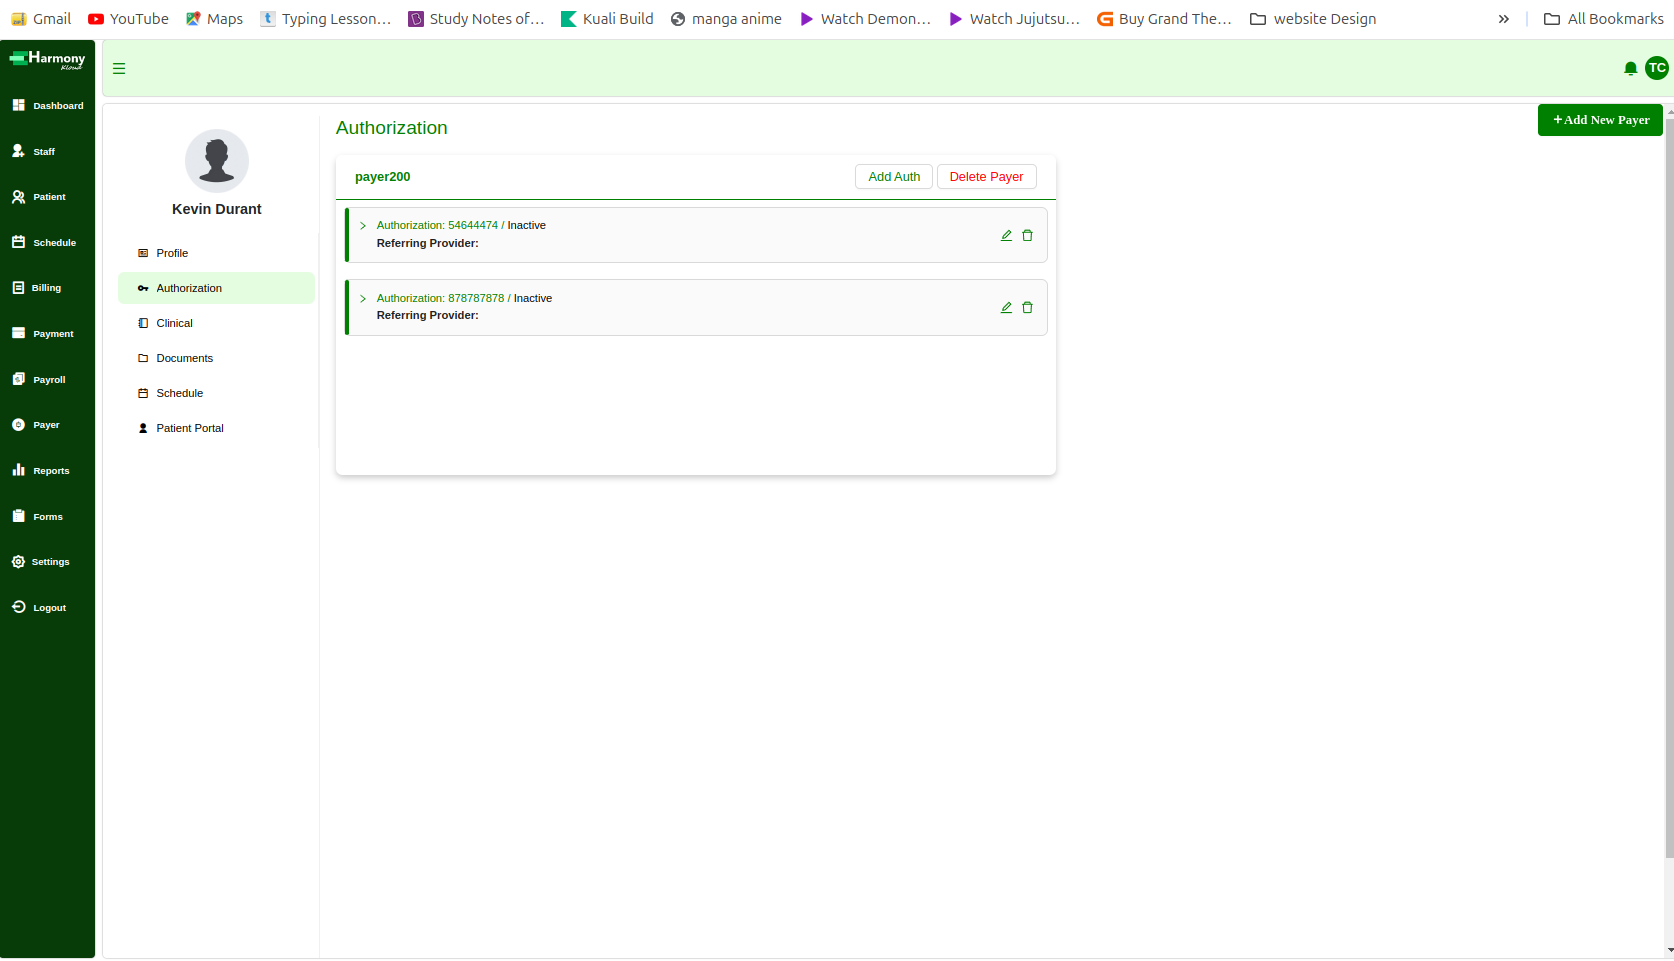 Gmail YouTube Maps Typing Lesson... Study Notes of... Kuali Build manga anime Watch Demon... Watch Jujutsu... Buy Grand The... website Design » All Bookmarks
Harmony
Kloud
TC
Dashboard
Staff
Patient
Schedule
Billing
Payment
Payroll
Payer
Reports
Forms
Settings
Logout
Kevin Durant
Profile
Authorization
Clinical
Documents
Schedule
Patient Portal
Authorization
+ Add New Payer
payer200 Add Auth Delete Payer
Authorization: 54644474 / Inactive
Referring Provider:
Authorization: 878787878 / Inactive
Referring Provider: